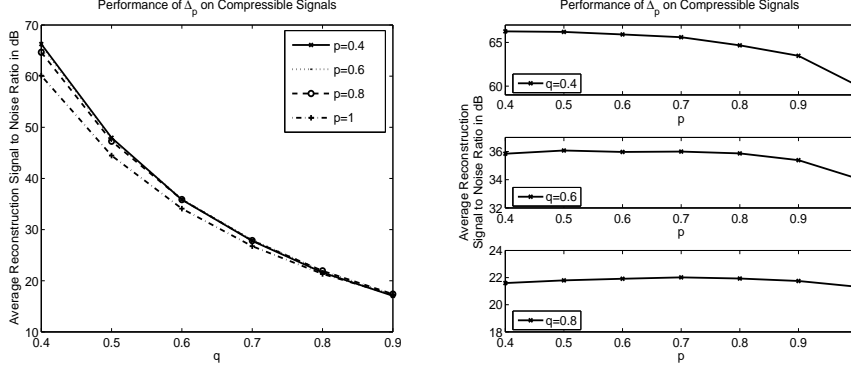 Performance of Δp on Compressible Signals
Average Reconstruction Signal to Noise Ratio in dB
70
60
50
40
30
20
10
0.4 0.5 0.6 0.7 0.8 0.9
q
p=0.4
p=0.6
p=0.8
p=1
Performance of Δp on Compressible Signals
Average Reconstruction
Signal to Noise Ratio in dB
65
60
q=0.4
0.4 0.5 0.6 0.7 0.8 0.9
p
36
34
32
q=0.6
0.4 0.5 0.6 0.7 0.8 0.9
p
24
22
20
18
q=0.8
0.4 0.5 0.6 0.7 0.8 0.9
p